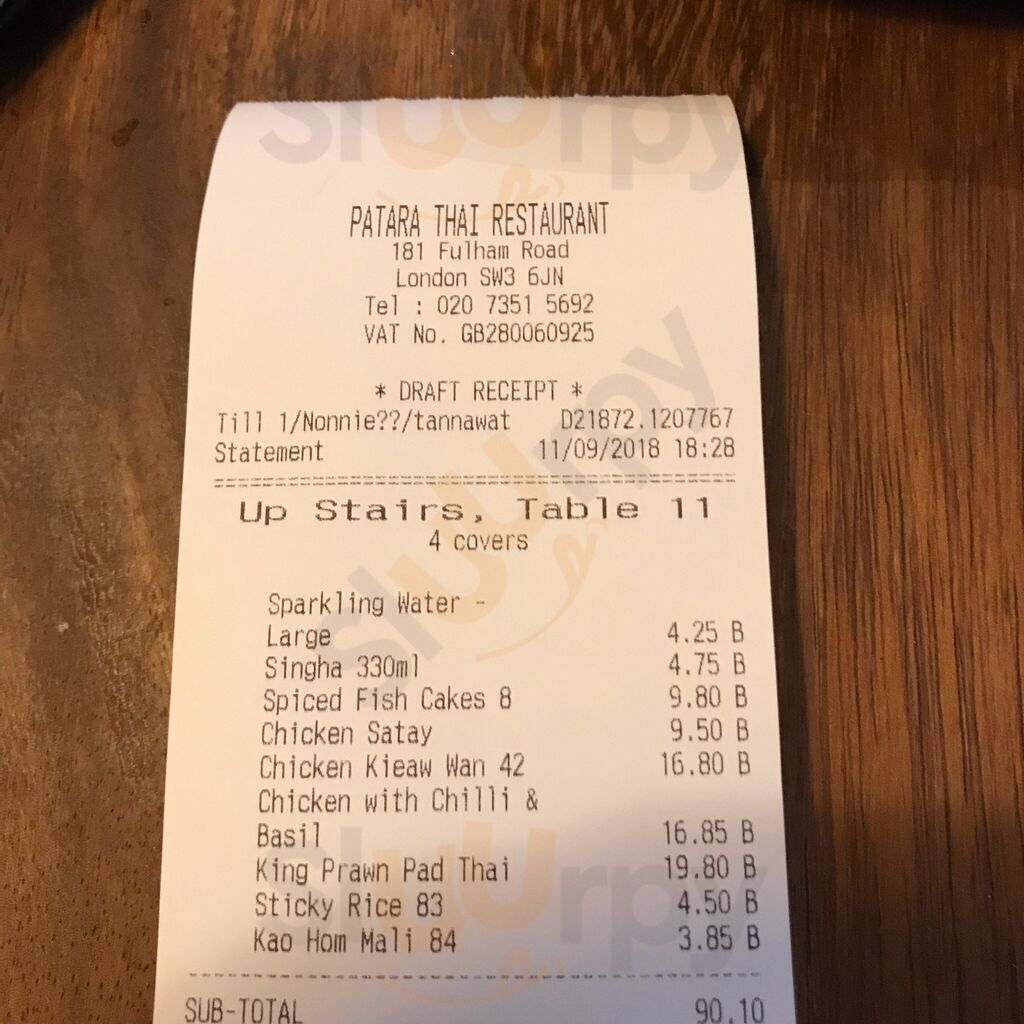 PATARA THAI RESTAURANT
181 Fulham Road
London SW3 6JN
Tel : 020 7351 5692
VAT No. GB280060925
* DRAFT RECEIPT *
Till 1/Nonnie??/tannawat D21872.1207767
Statement 11/09/2018 18:28
Up Stairs, Table 11
4 covers
Sparkling Water -
Large 4.25 B
Singha 330ml 4.75 B
Spiced Fish Cakes 8 9.80 B
Chicken Satay 9.50 B
Chicken Kieaw Wan 42 16.80 B
Chicken with Chilli &
Basil 16.85 B
King Prawn Pad Thai 19.80 B
Sticky Rice 83 4.50 B
Kao Hom Mali 84 3.85 B
SUB-TOTAL 90.10
Sluurpy
Sluurpy
Sluurpy